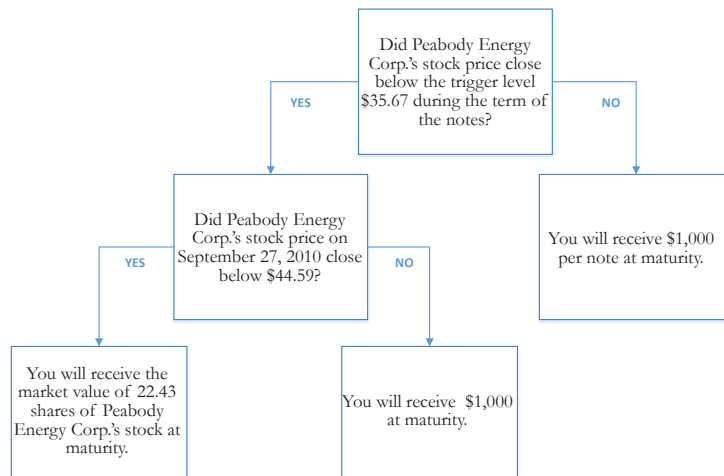 Did Peabody Energy
Corp.'s stock price close
below the trigger level
$35.67 during the term of
the notes?
YES
NO
Did Peabody Energy
Corp.'s stock price on
September 27, 2010 close
below $44.59?
You will receive $1,000
per note at maturity.
YES
NO
You will receive the
market value of 22.43
shares of Peabody
Energy Corp.'s stock at
maturity.
You will receive $1,000
at maturity.